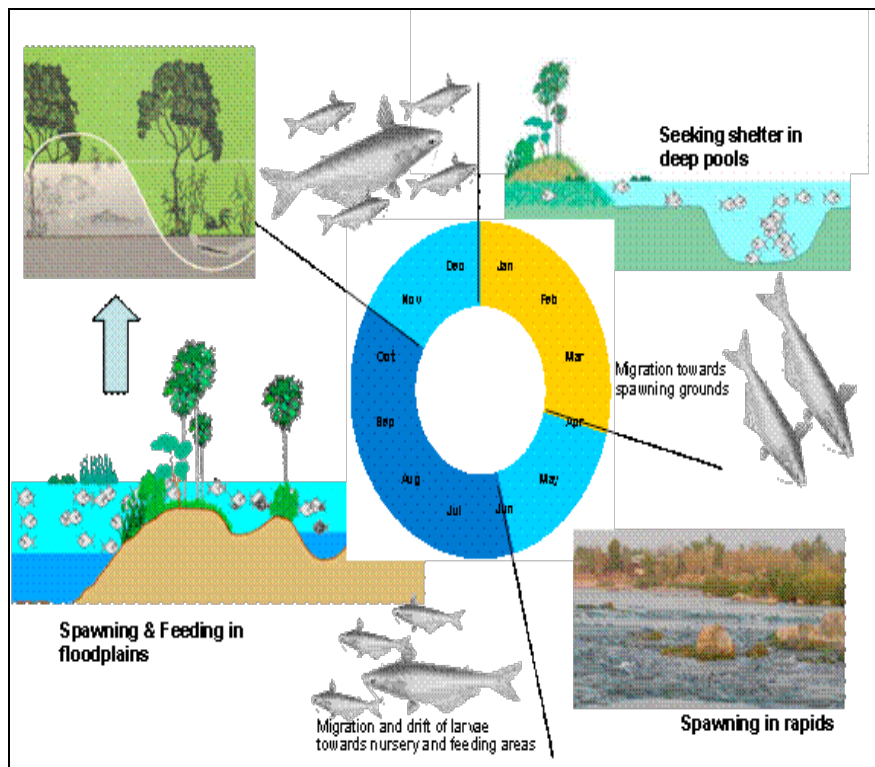 Seeking shelter in
deep pools
Dec
Jan
Nov
Feb
Oct
Mar
Migration towards
spawning grounds
Sep
Apr
Aug
May
Jul
Jun
Spawning & Feeding in
floodplains
Migration and drift of larvae
towards nursery and feeding areas
Spawning in rapids